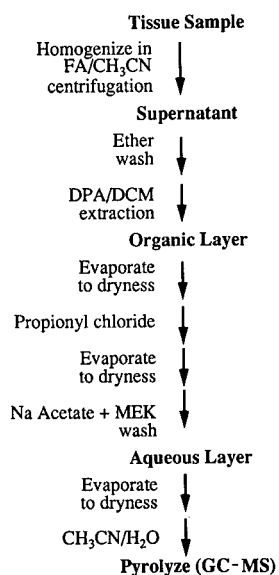 Tissue Sample
Homogenize in
FA/CH₃CN
centrifugation
Supernatant
Ether
wash
DPA/DCM
extraction
Organic Layer
Evaporate
to dryness
Propionyl chloride
Evaporate
to dryness
Na Acetate + MEK
wash
Aqueous Layer
Evaporate
to dryness
CH₃CN/H₂O
Pyrolyze (GC-MS)